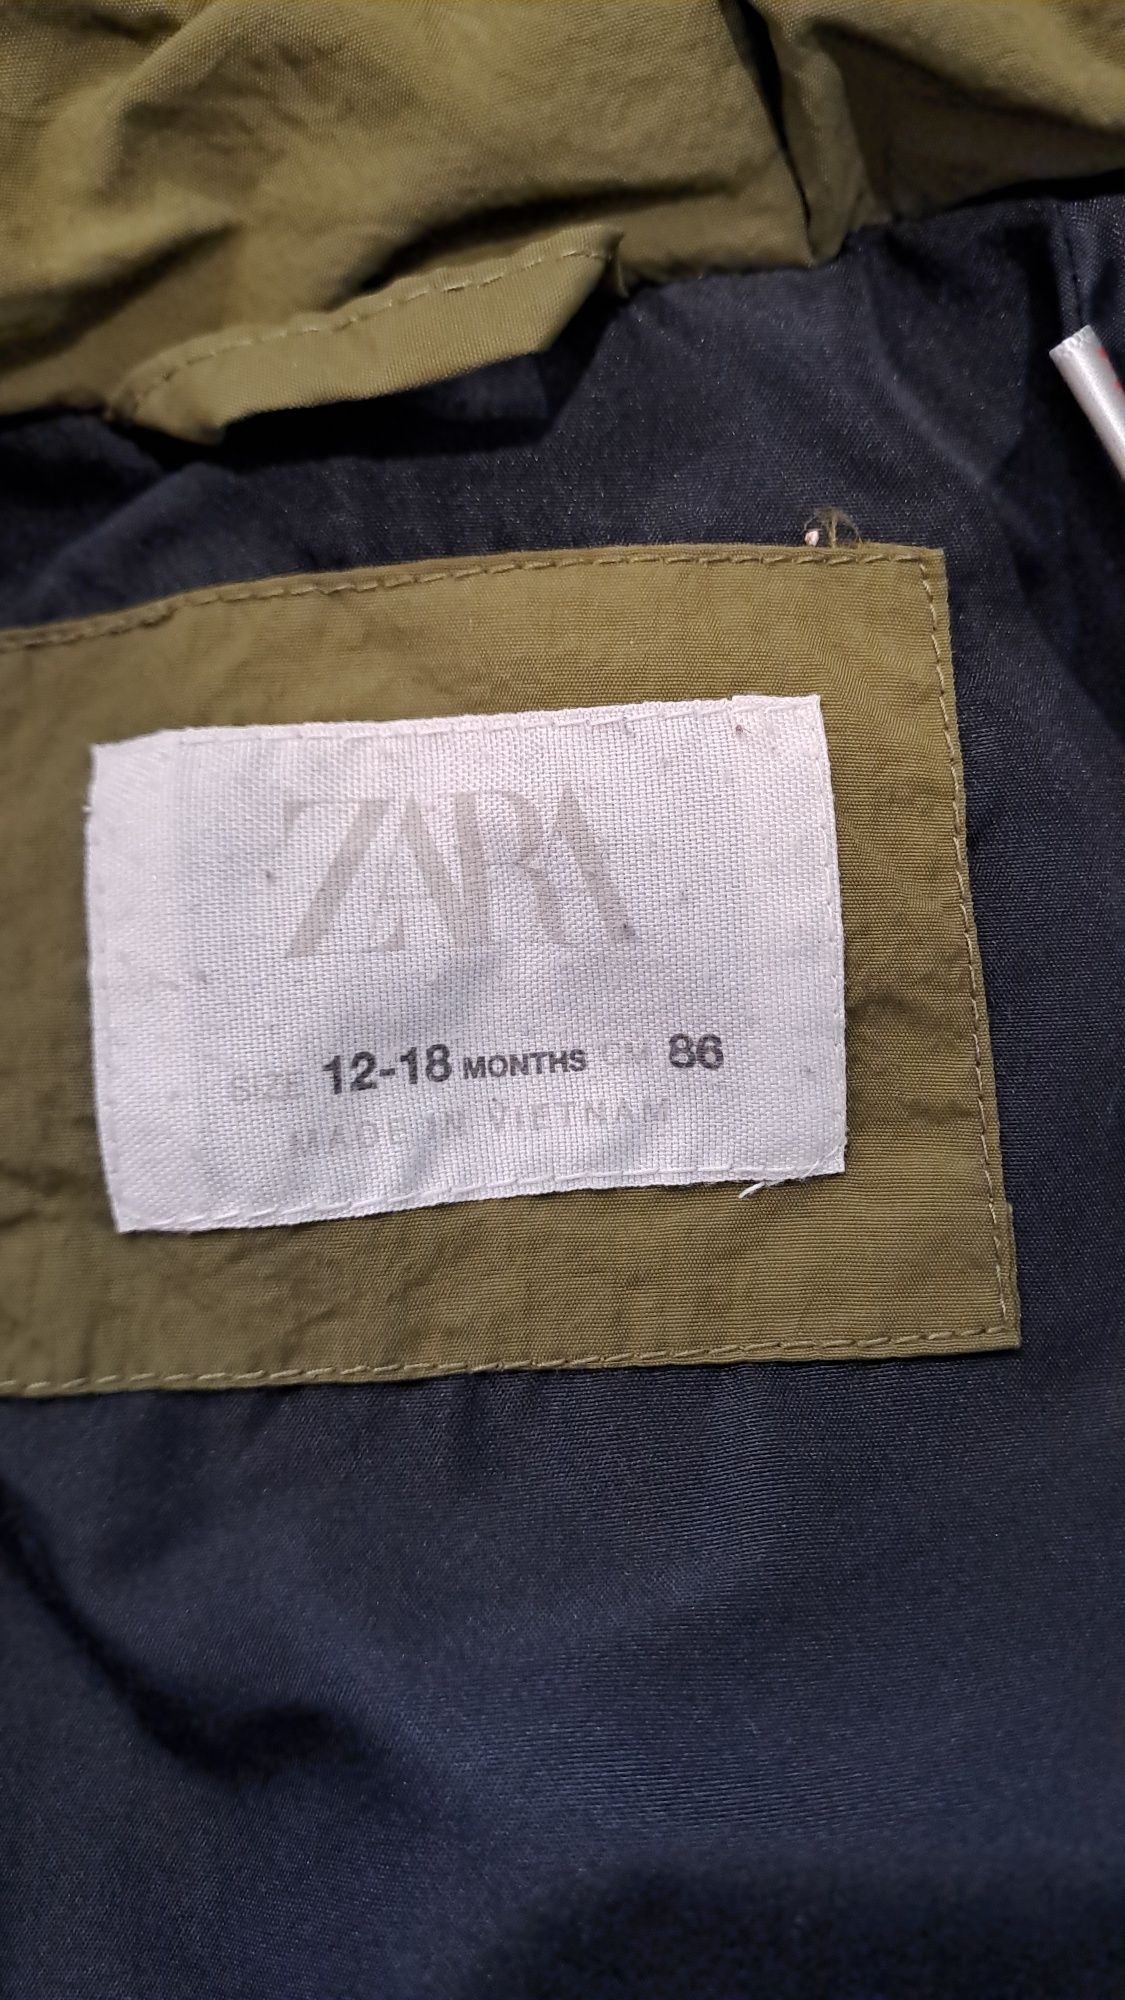 ZARA
SIZE 12-18 MONTHS CM 86
MADE IN VIETNAM